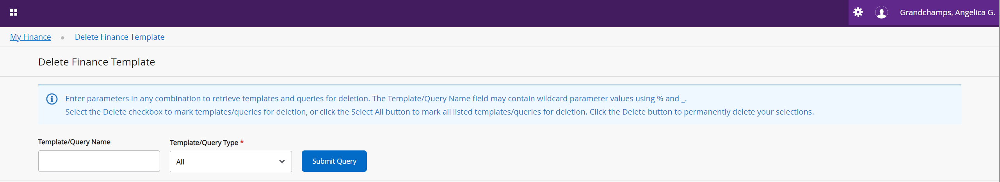 Grandchamps, Angelica G.
My Finance • Delete Finance Template
Delete Finance Template
Enter parameters in any combination to retrieve templates and queries for deletion. The Template/Query Name field may contain wildcard parameter values using % and _.
Select the Delete checkbox to mark templates/queries for deletion, or click the Select All button to mark all listed templates/queries for deletion. Click the Delete button to permanently delete your selections.
Template/Query Name
Template/Query Type *
All
Submit Query